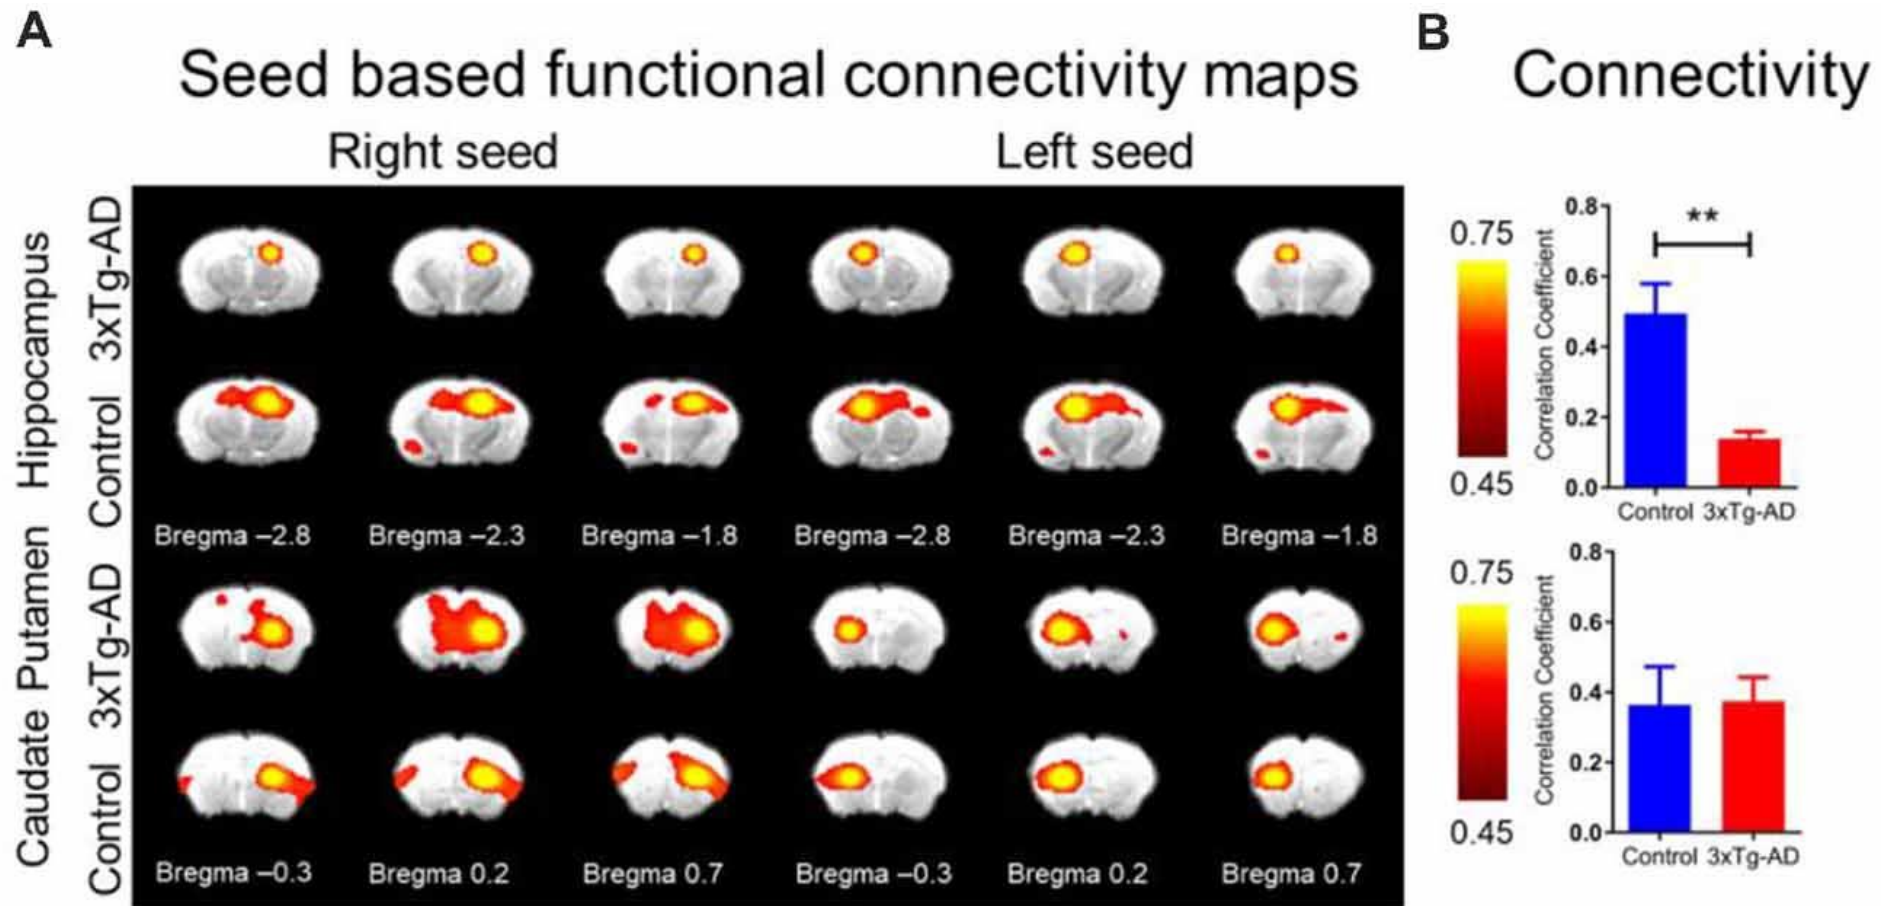 A
Seed based functional connectivity maps
Right seed
Left seed
Hippocampus
3xTg-AD
Control
Bregma –2.8
Bregma –2.3
Bregma –1.8
Bregma –2.8
Bregma –2.3
Bregma –1.8
Caudate Putamen
3xTg-AD
Control
Bregma –0.3
Bregma 0.2
Bregma 0.7
Bregma –0.3
Bregma 0.2
Bregma 0.7
B
Connectivity
0.75
0.45
Correlation Coefficient
0.8
0.6
0.4
0.2
0.0
**
Control 3xTg-AD
0.75
0.45
Correlation Coefficient
0.8
0.6
0.4
0.2
0.0
Control 3xTg-AD